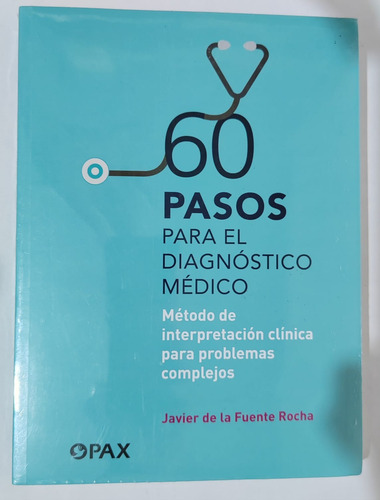 60
PASOS
PARA EL
DIAGNÓSTICO
MÉDICO
Método de
interpretación clínica
para problemas
complejos
Javier de la Fuente Rocha
PAX